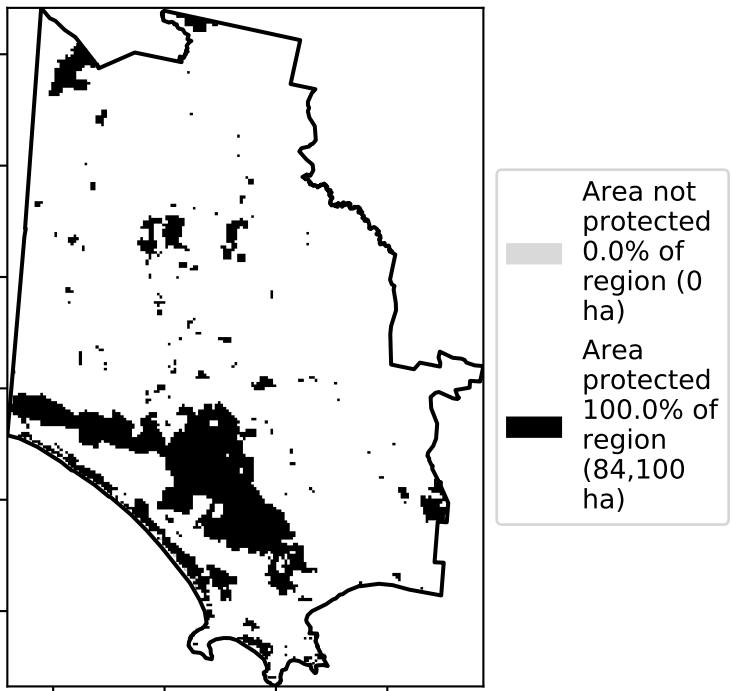 Area not
protected
0.0% of
region (0
ha)
Area
protected
100.0% of
region
(84,100
ha)